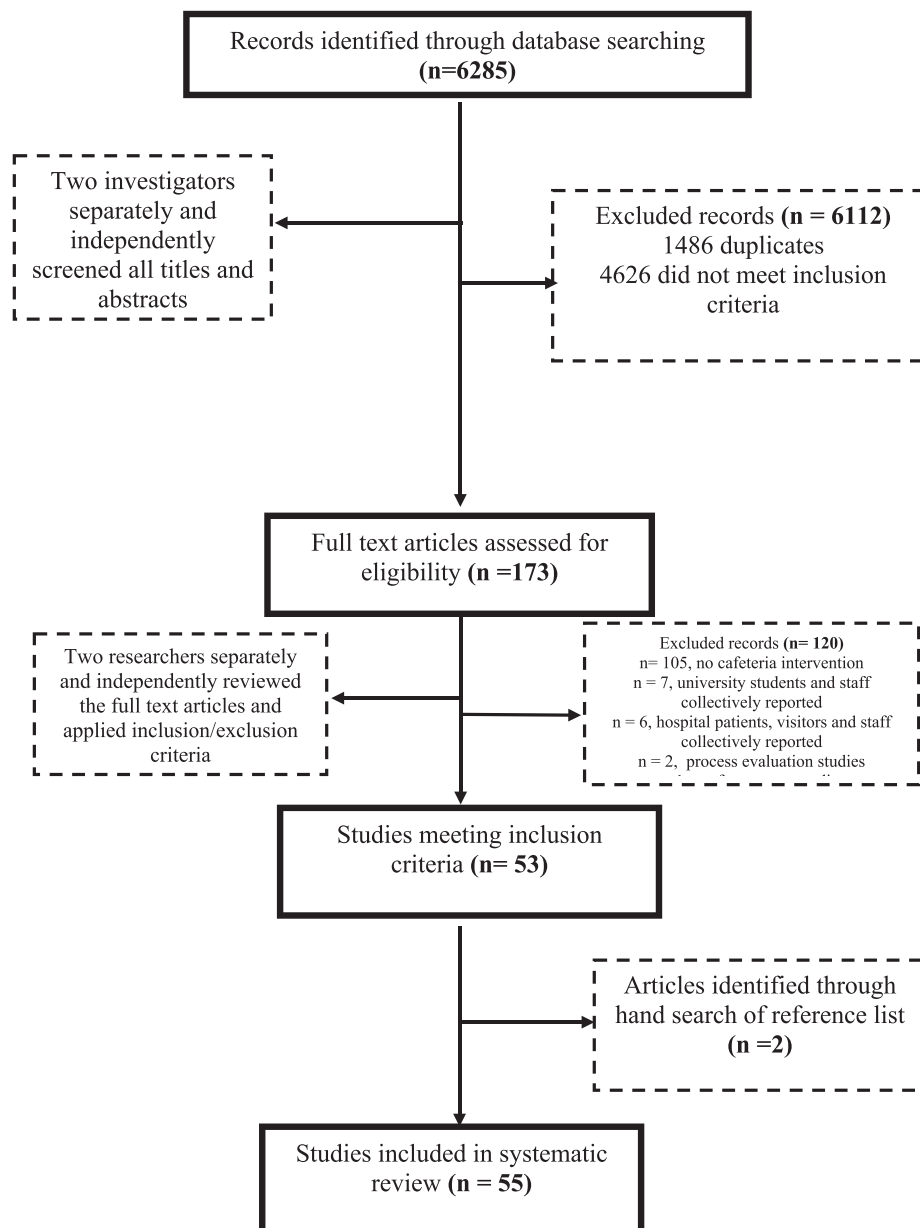 Records identified through database searching
(n=6285)
Two investigators
separately and
independently
screened all titles and
abstracts
Excluded records (n = 6112)
1486 duplicates
4626 did not meet inclusion
criteria
Full text articles assessed for
eligibility (n =173)
Two researchers separately
and independently reviewed
the full text articles and
applied inclusion/exclusion
criteria
Excluded records (n= 120)
n= 105, no cafeteria intervention
n = 7, university students and staff
collectively reported
n = 6, hospital patients, visitors and staff
collectively reported
n = 2, process evaluation studies
Studies meeting inclusion
criteria (n= 53)
Articles identified through
hand search of reference list
(n =2)
Studies included in systematic
review (n = 55)